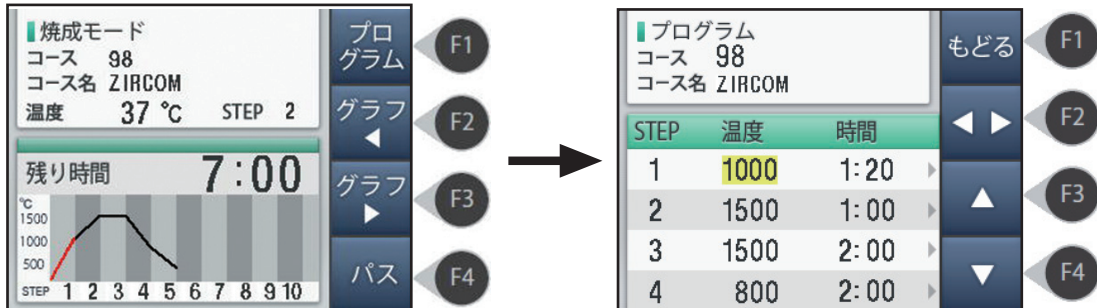 焼成モード
コース 98
コース名 ZIRCOM
温度 37 ℃ STEP 2
残り時間 7:00
℃
1500
1000
500
STEP 1 2 3 4 5 6 7 8 9 10
プロ
グラム
グラフ
◀
グラフ
▶
パス
F1
F2
F3
F4
プログラム
コース 98
コース名 ZIRCOM
STEP 温度 時間
1 1000 1:20
2 1500 1:00
3 1500 2:00
4 800 2:00
もどる
◀ ▶
▲
▼
F1
F2
F3
F4